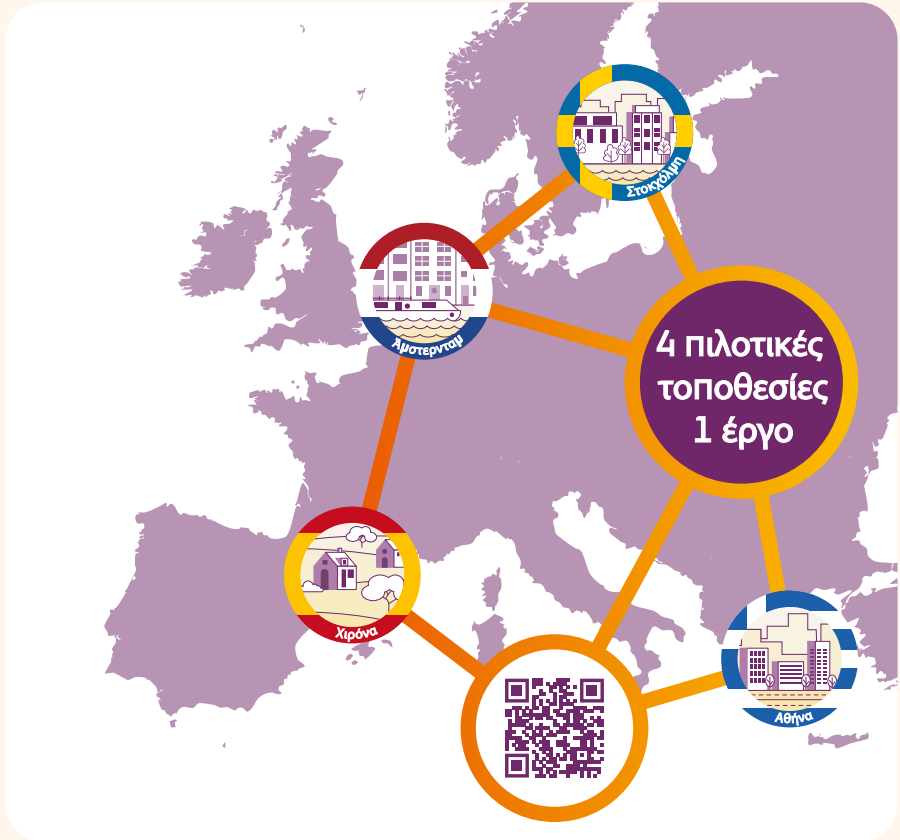 Στοκχόλμη
Άμστερνταμ
4 πιλοτικές
τοποθεσίες
1 έργο
Χιρόνα
Αθήνα